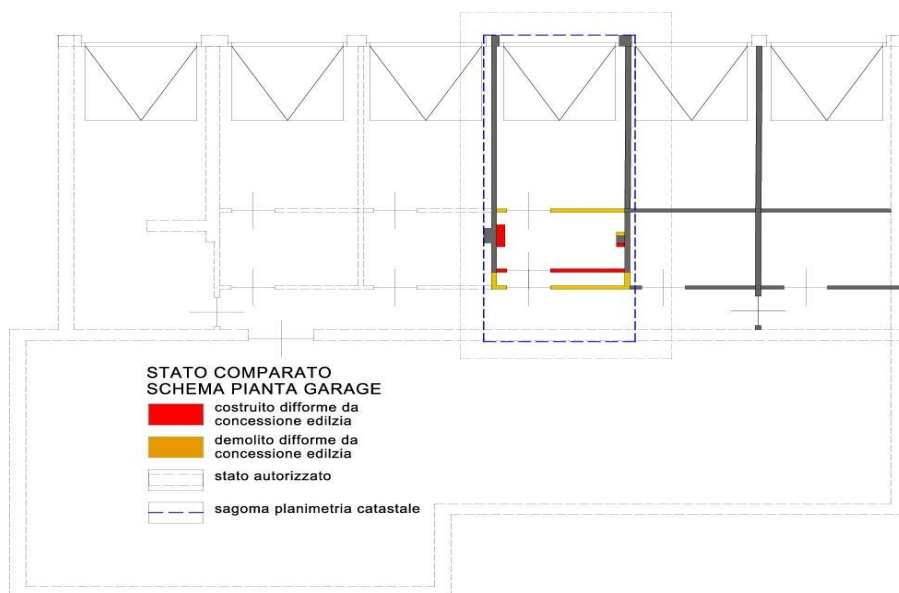 STATO COMPARATO
SCHEMA PIANTA GARAGE
costruito difforme da
concessione edilzia
demolito difforme da
concessione edilzia
stato autorizzato
sagoma planimetria catastale